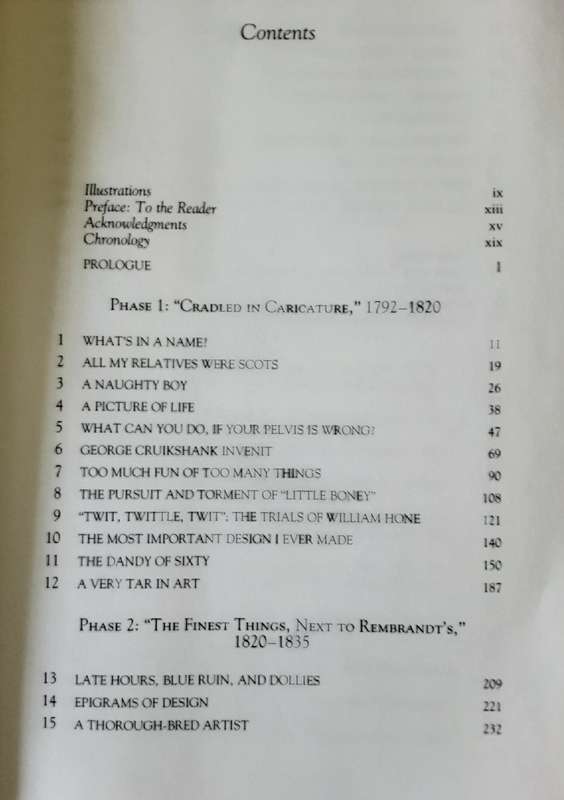 Contents
Illustrations ix
Preface: To the Reader xiii
Acknowledgments xv
Chronology xix
PROLOGUE 1
PHASE 1: "CRADLED IN CARICATURE," 1792–1820
1 WHAT'S IN A NAME? 11
2 ALL MY RELATIVES WERE SCOTS 19
3 A NAUGHTY BOY 26
4 A PICTURE OF LIFE 38
5 WHAT CAN YOU DO, IF YOUR PELVIS IS WRONG? 47
6 GEORGE CRUIKSHANK INVENIT 69
7 TOO MUCH FUN OF TOO MANY THINGS 90
8 THE PURSUIT AND TORMENT OF "LITTLE BONEY" 108
9 "TWIT, TWITTLE, TWIT": THE TRIALS OF WILLIAM HONE 121
10 THE MOST IMPORTANT DESIGN I EVER MADE 140
11 THE DANDY OF SIXTY 150
12 A VERY TAR IN ART 187
PHASE 2: "THE FINEST THINGS, NEXT TO REMBRANDT'S,"
1820–1835
13 LATE HOURS, BLUE RUIN, AND DOLLIES 209
14 EPIGRAMS OF DESIGN 221
15 A THOROUGH-BRED ARTIST 232